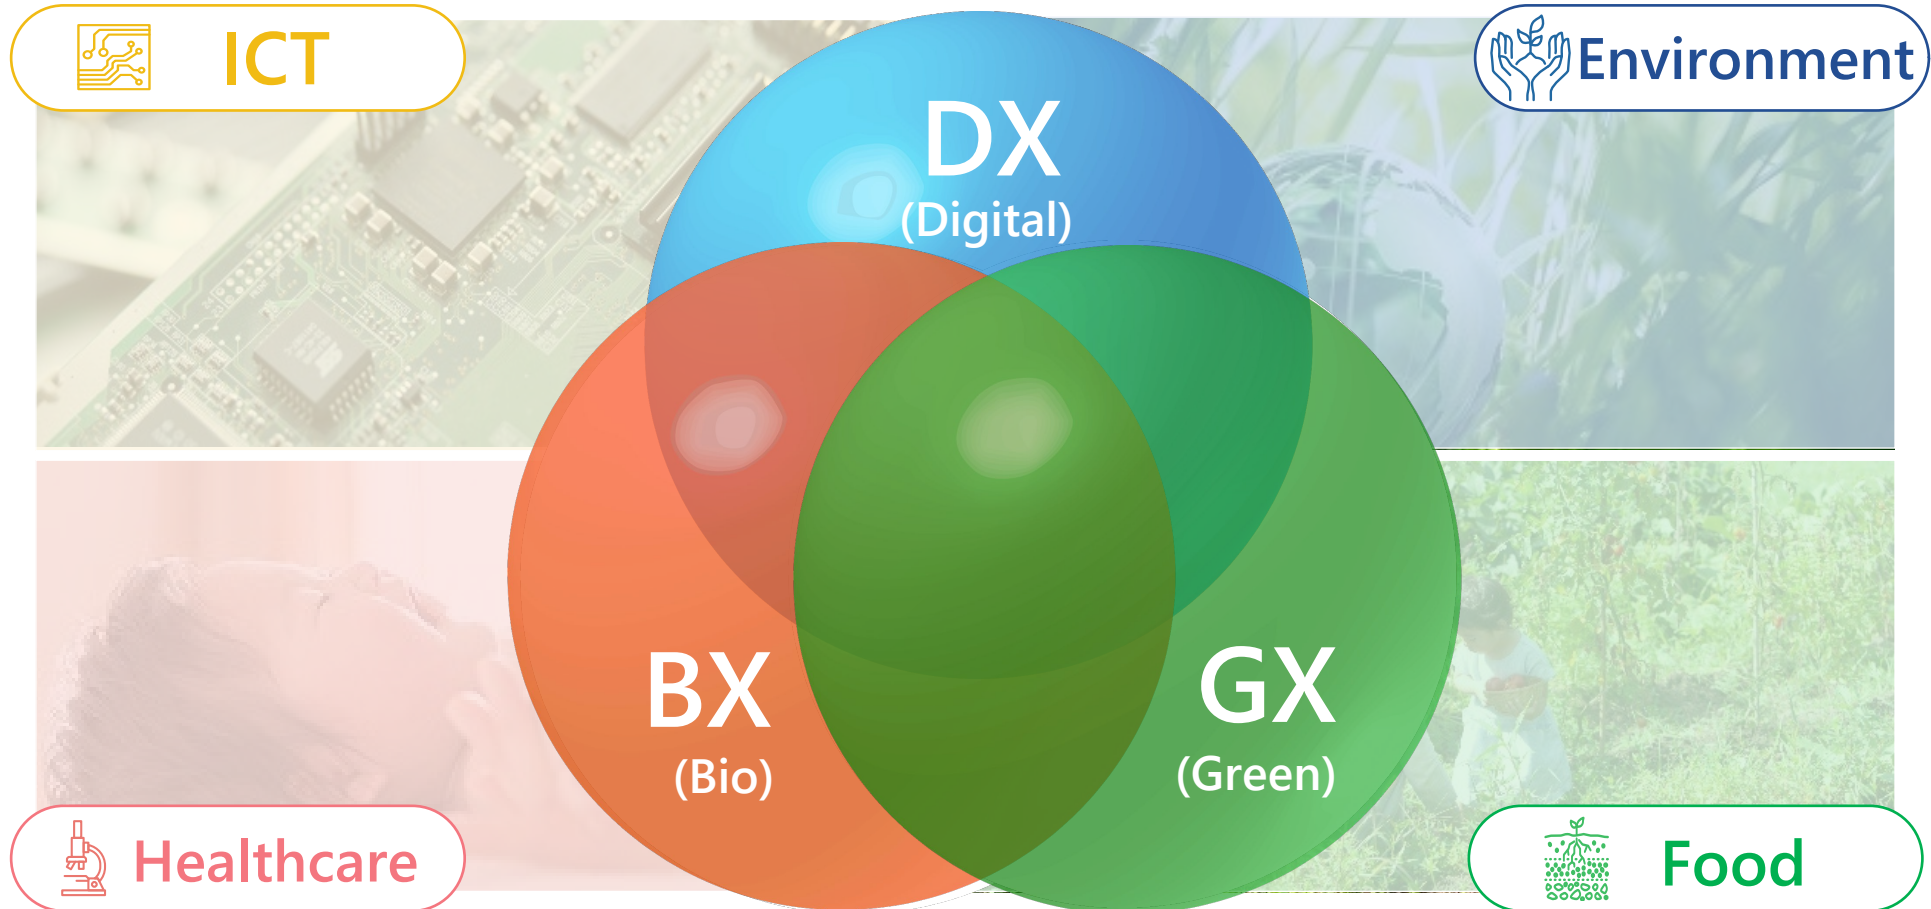 ICT
Environment
DX
(Digital)
BX
(Bio)
GX
(Green)
Healthcare
Food